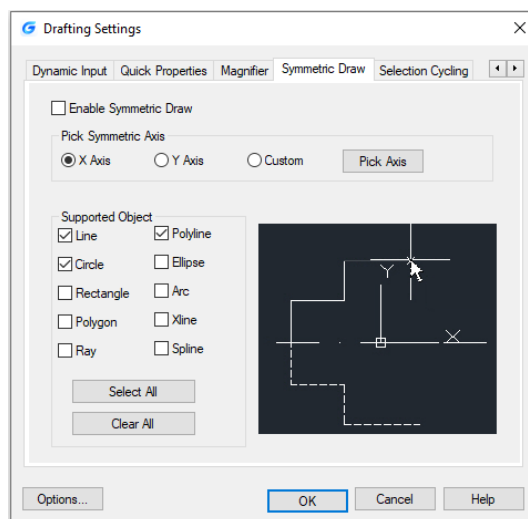 Drafting Settings
Dynamic Input Quick Properties Magnifier Symmetric Draw Selection Cycling
Enable Symmetric Draw
Pick Symmetric Axis
X Axis Y Axis Custom Pick Axis
Supported Object
Line Polyline
Circle Ellipse
Rectangle Arc
Polygon Xline
Ray Spline
Select All
Clear All
Y
X
Options... OK Cancel Help